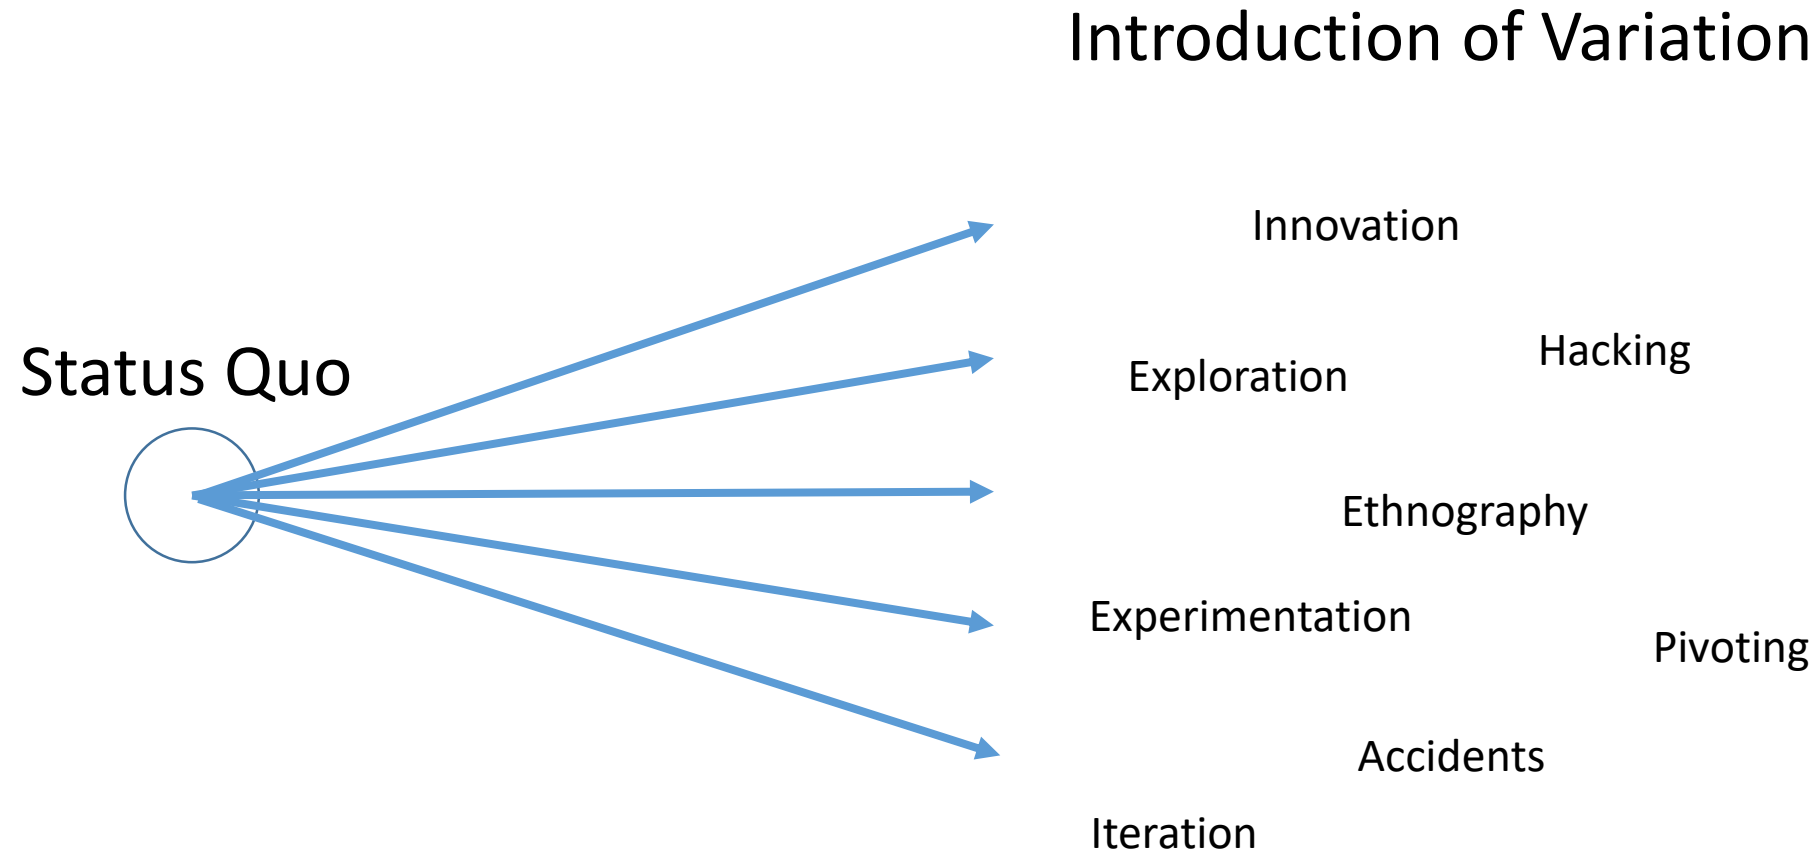 Introduction of Variation
Status Quo
Innovation
Hacking
Exploration
Ethnography
Experimentation
Pivoting
Accidents
Iteration